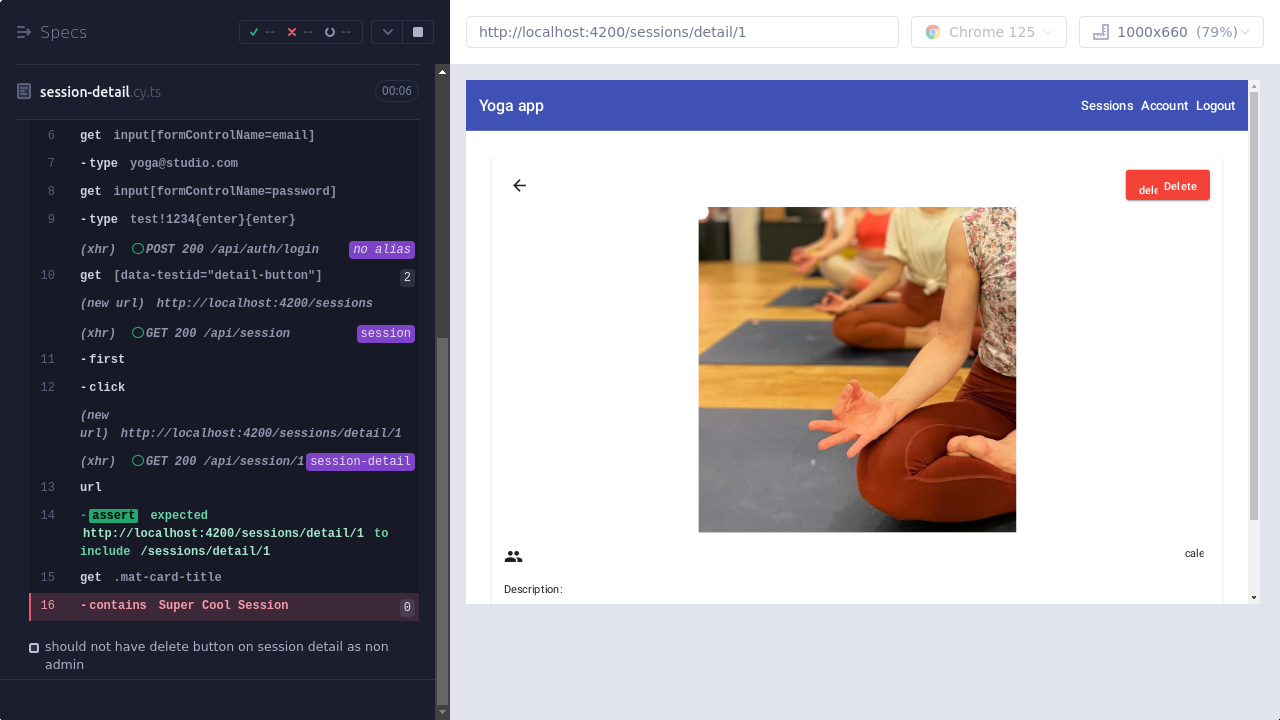 Specs
--
--
--
http://localhost:4200/sessions/detail/1
Chrome 125
1000x660 (79%)
session-detail.cy.ts
00:06
6 get input[formControlName=email]
7 -type yoga@studio.com
8 get input[formControlName=password]
9 -type test!1234{enter}{enter}
(xhr) POST 200 /api/auth/login no alias
10 get [data-testid="detail-button"] 2
(new url) http://localhost:4200/sessions
(xhr) GET 200 /api/session session
11 -first
12 -click
(new
url) http://localhost:4200/sessions/detail/1
(xhr) GET 200 /api/session/1 session-detail
13 url
14 -assert expected
http://localhost:4200/sessions/detail/1 to
include /sessions/detail/1
15 get .mat-card-title
16 -contains Super Cool Session 0
should not have delete button on session detail as non
admin
Yoga app
Sessions Account Logout
dele Delete
cale
Description: